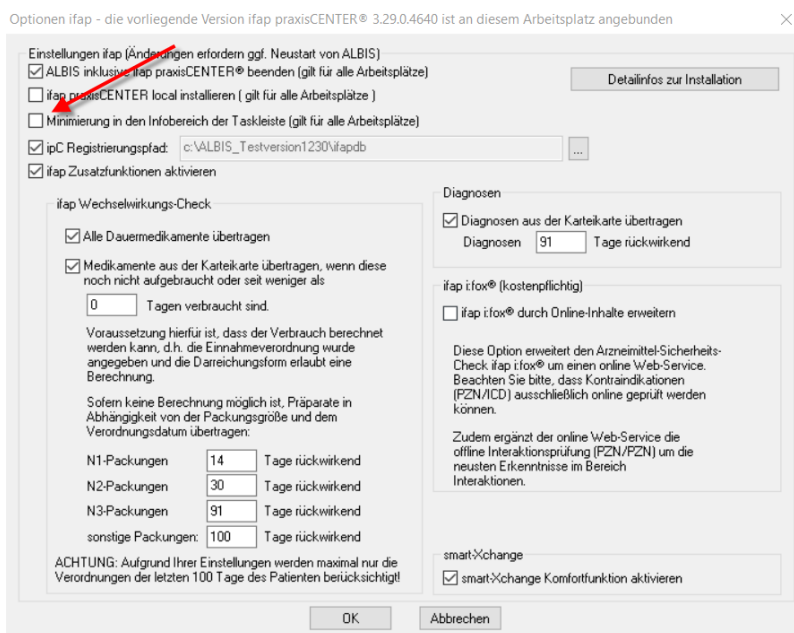 Optionen ifap - die vorliegende Version ifap praxisCENTER® 3.29.0.4640 ist an diesem Arbeitsplatz angebunden
Einstellungen ifap (Änderungen erfordern ggf. Neustart von ALBIS)
ALBIS inklusive ifap praxisCENTER® beenden (gilt für alle Arbeitsplätze)
Detailinfos zur Installation
ifap praxisCENTER local installieren ( gilt für alle Arbeitsplätze )
Minimierung in den Infobereich der Taskleiste (gilt für alle Arbeitsplätze)
ipC Registrierungspfad: c:\ALBIS_Testversion1230\ifapdb ...
ifap Zusatzfunktionen aktivieren
ifap Wechselwirkungs-Check
Alle Dauermedikamente übertragen
Medikamente aus der Karteikarte übertragen, wenn diese
noch nicht aufgebraucht oder seit weniger als
0 Tagen verbraucht sind.
Voraussetzung hierfür ist, dass der Verbrauch berechnet
werden kann, d.h. die Einnahmeverordnung wurde
angegeben und die Darreichungsform erlaubt eine
Berechnung.
Sofern keine Berechnung möglich ist, Präparate in
Abhängigkeit von der Packungsgröße und dem
Verordnungsdatum übertragen:
N1-Packungen 14 Tage rückwirkend
N2-Packungen 30 Tage rückwirkend
N3-Packungen 91 Tage rückwirkend
sonstige Packungen: 100 Tage rückwirkend
ACHTUNG: Aufgrund Ihrer Einstellungen werden maximal nur die
Verordnungen der letzten 100 Tage des Patienten berücksichtigt!
Diagnosen
Diagnosen aus der Karteikarte übertragen
Diagnosen 91 Tage rückwirkend
ifap i:fox® (kostenpflichtig)
ifap i:fox® durch Online-Inhalte erweitern
Diese Option erweitert den Arzneimittel-Sicherheits-
Check ifap i:fox® um einen online Web-Service.
Beachten Sie bitte, dass Kontraindikationen
(PZN/ICD) ausschließlich online geprüft werden
können.
Zudem ergänzt der online Web-Service die
offline Interaktionsprüfung (PZN/PZN) um die
neusten Erkenntnisse im Bereich
Interaktionen.
smart-Xchange
smart-Xchange Komfortfunktion aktivieren
OK
Abbrechen